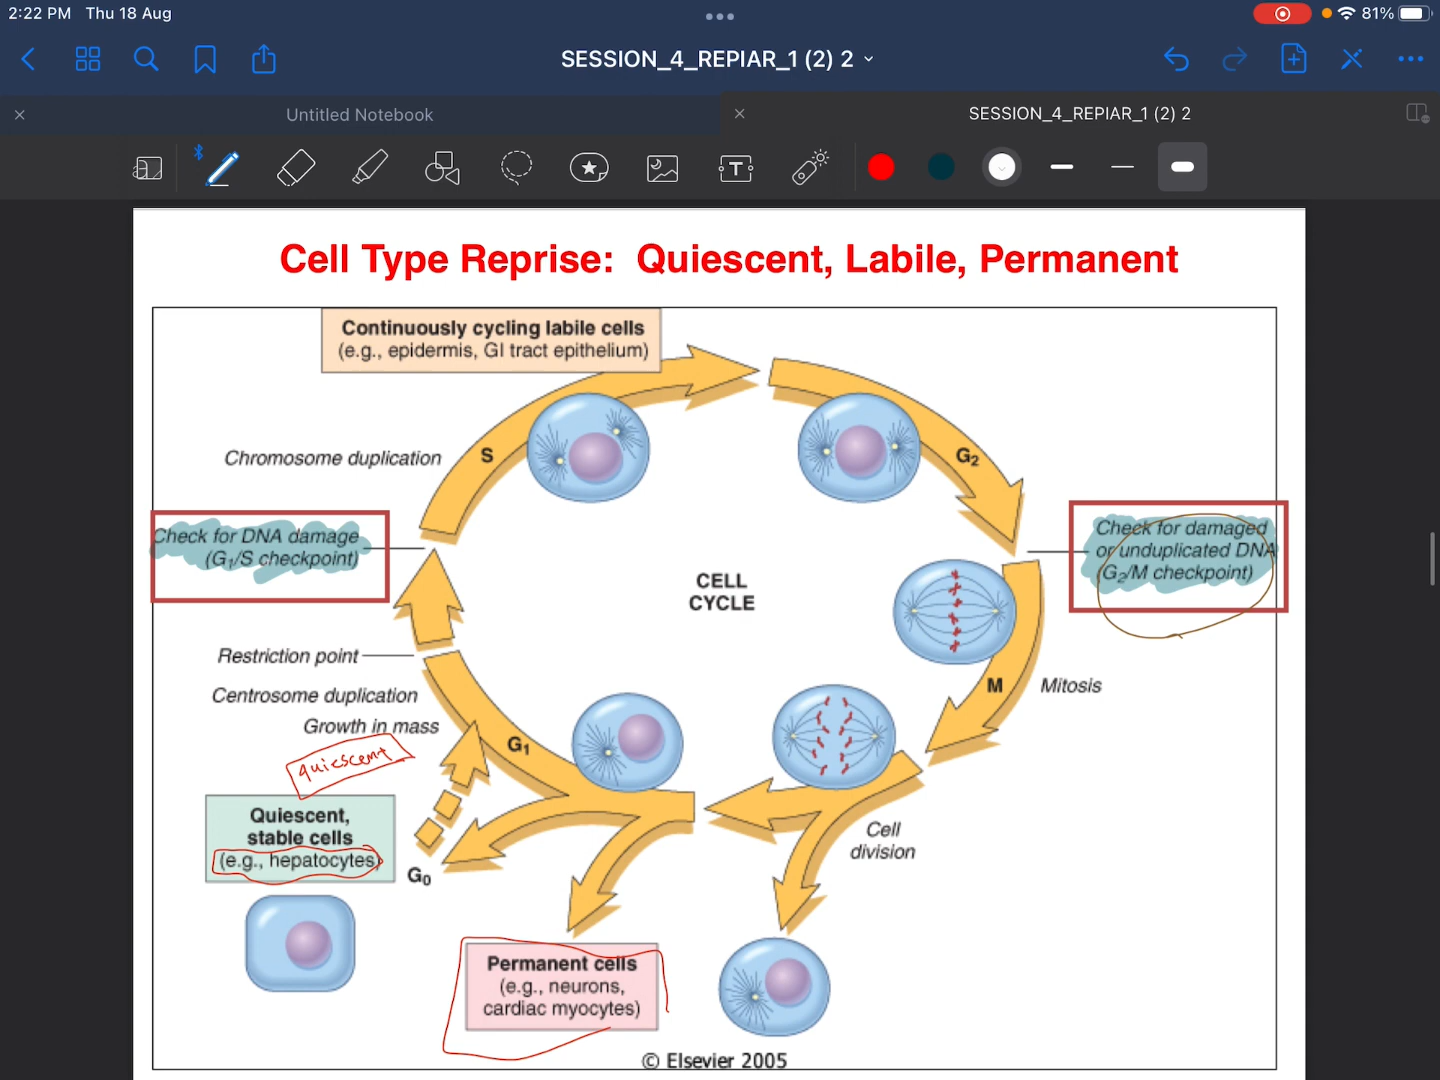 2:22 PM Thu 18 Aug
81%
SESSION_4_REPIAR_1 (2) 2
Untitled Notebook
SESSION_4_REPIAR_1 (2) 2
Cell Type Reprise: Quiescent, Labile, Permanent
Continuously cycling labile cells
(e.g., epidermis, GI tract epithelium)
Chromosome duplication
S
G₂
Check for DNA damage
(G₁/S checkpoint)
Check for damaged
or unduplicated DNA
(G₂/M checkpoint)
CELL
CYCLE
Restriction point
Centrosome duplication
Growth in mass
M
Mitosis
G₁
quiescent
Quiescent,
stable cells
(e.g., hepatocytes)
G₀
Cell
division
Permanent cells
(e.g., neurons,
cardiac myocytes)
© Elsevier 2005